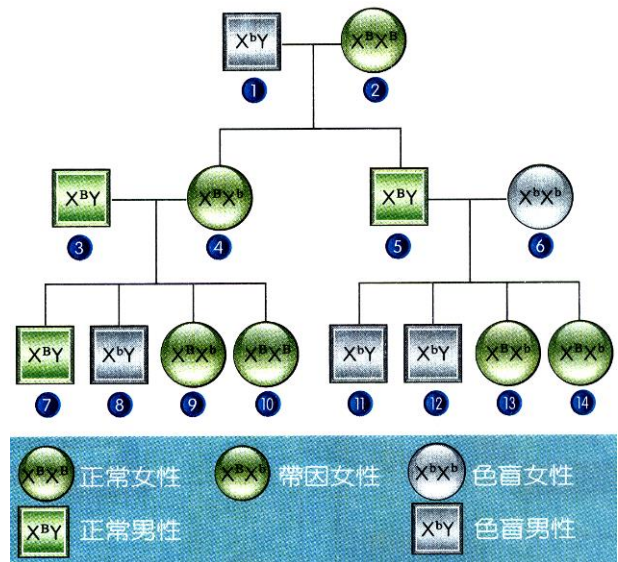 XᵇY XᴮXᴮ
1 2
XᴮY XᴮXᵇ XᴮY XᵇXᵇ
3 4 5 6
XᴮY XᵇY XᴮXᵇ XᴮXᴮ XᵇY XᵇY XᴮXᵇ XᴮXᵇ
7 8 9 10 11 12 13 14
XᴮXᴮ 正常女性 XᴮXᵇ 帶因女性 XᵇXᵇ 色盲女性
XᴮY 正常男性 XᵇY 色盲男性